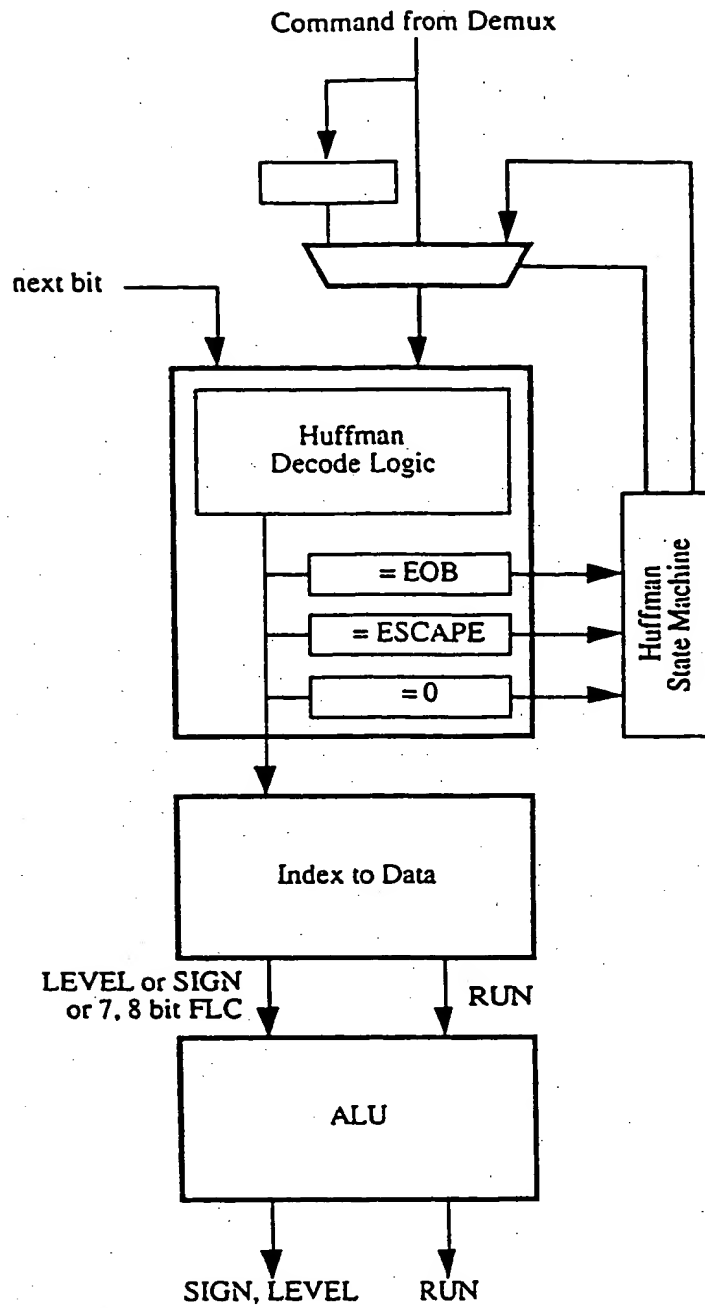 Command from Demux
next bit
Huffman
Decode Logic
= EOB
= ESCAPE
= 0
Huffman
State Machine
Index to Data
LEVEL or SIGN
or 7, 8 bit FLC
RUN
ALU
SIGN, LEVEL
RUN